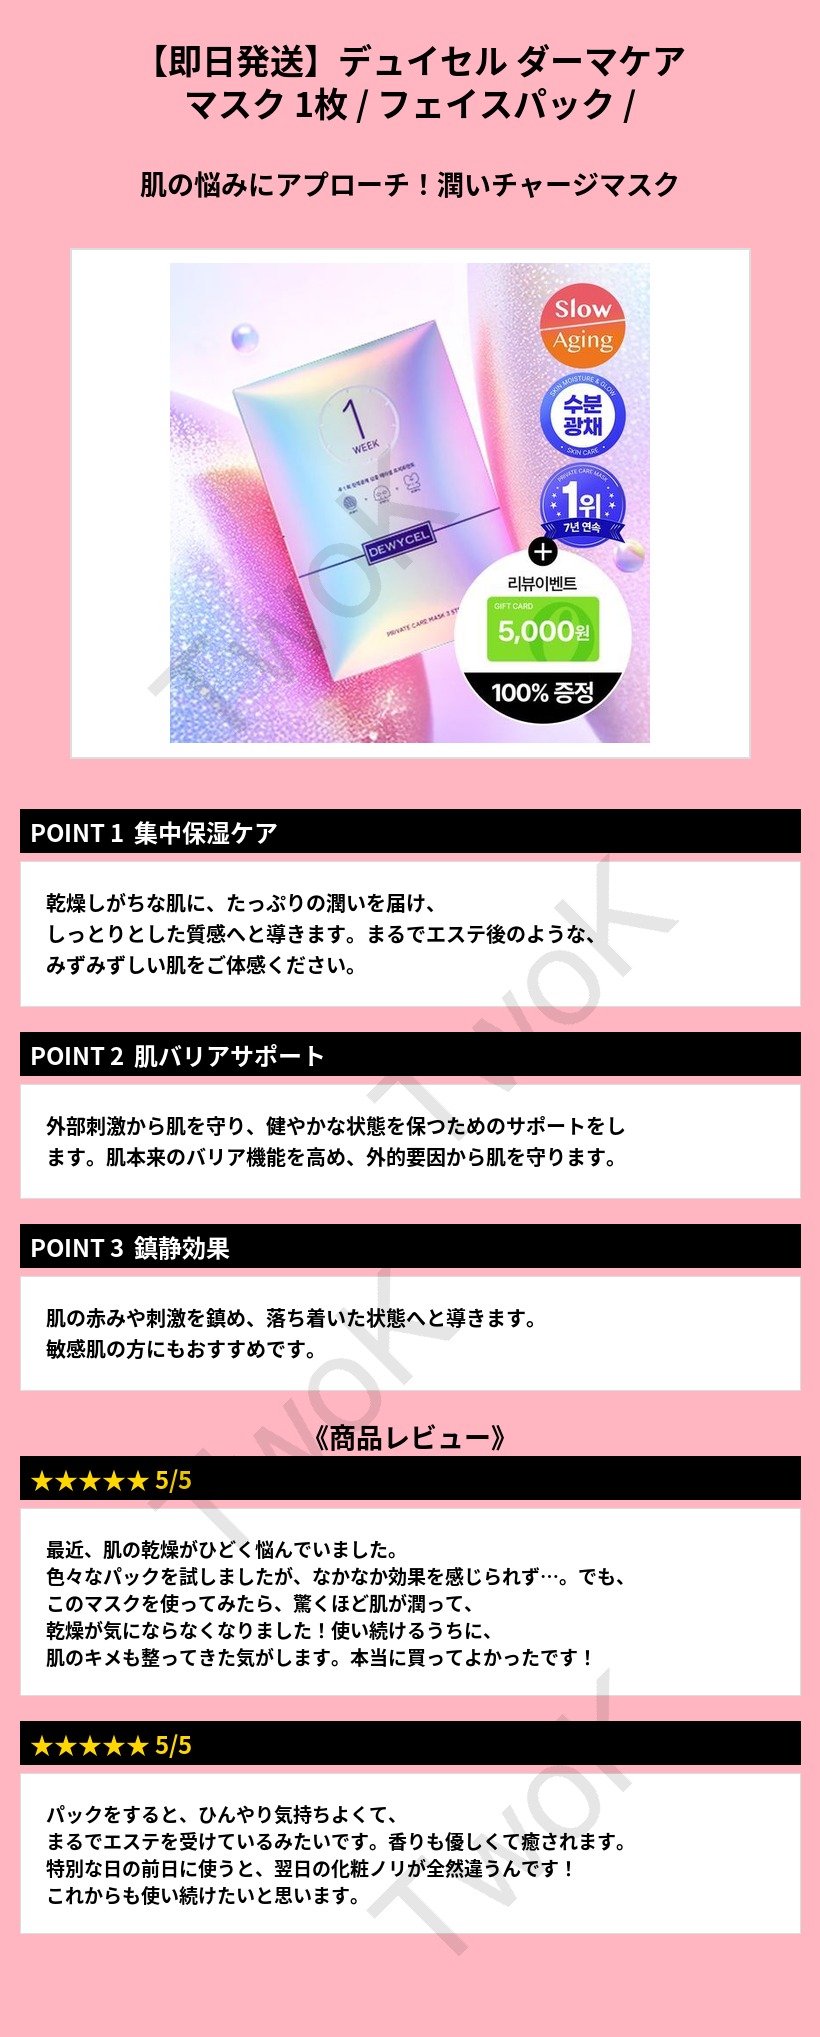 【即日発送】デュイセル ダーマケア
マスク 1枚 / フェイスパック /
肌の悩みにアプローチ！潤いチャージマスク
Slow
Aging
SKIN MOISTURE & GLOW
수분
광채
SKIN CARE
PRIVATE CARE MASK
1위
7년 연속
1
WEEK
DEWYCEL
PRIVATE CARE MASK 3
+
리뷰이벤트
GIFT CARD
5,000원
100% 증정
TwoK
POINT 1 集中保湿ケア
乾燥しがちな肌に、たっぷりの潤いを届け、
しっとりとした質感へと導きます。まるでエステ後のような、
みずみずしい肌をご体感ください。
TwoK
POINT 2 肌バリアサポート
外部刺激から肌を守り、健やかな状態を保つためのサポートをし
ます。肌本来のバリア機能を高め、外的要因から肌を守ります。
POINT 3 鎮静効果
肌の赤みや刺激を鎮め、落ち着いた状態へと導きます。
敏感肌の方にもおすすめです。
TwoK
《商品レビュー》
★★★★★ 5/5
最近、肌の乾燥がひどく悩んでいました。
色々なパックを試しましたが、なかなか効果を感じられず…。でも、
このマスクを使ってみたら、驚くほど肌が潤って、
乾燥が気にならなくなりました！使い続けるうちに、
肌のキメも整ってきた気がします。本当に買ってよかったです！
★★★★★ 5/5
パックをすると、ひんやり気持ちよくて、
まるでエステを受けているみたいです。香りも優しくて癒されます。
特別な日の前日に使うと、翌日の化粧ノリが全然違うんです！
これからも使い続けたいと思います。
TwoK